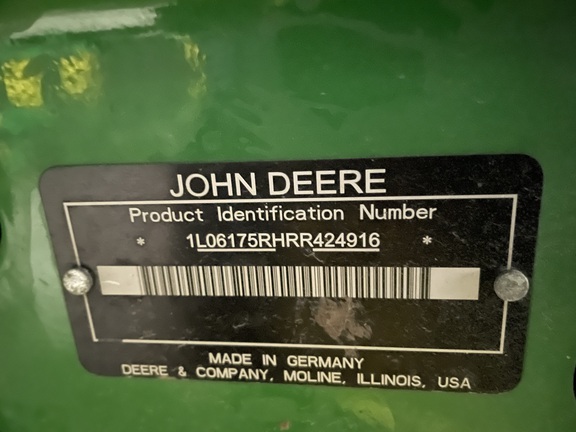 JOHN DEERE
Product Identification Number
* 1L06175RHRR424916 *
MADE IN GERMANY
DEERE & COMPANY, MOLINE, ILLINOIS, USA